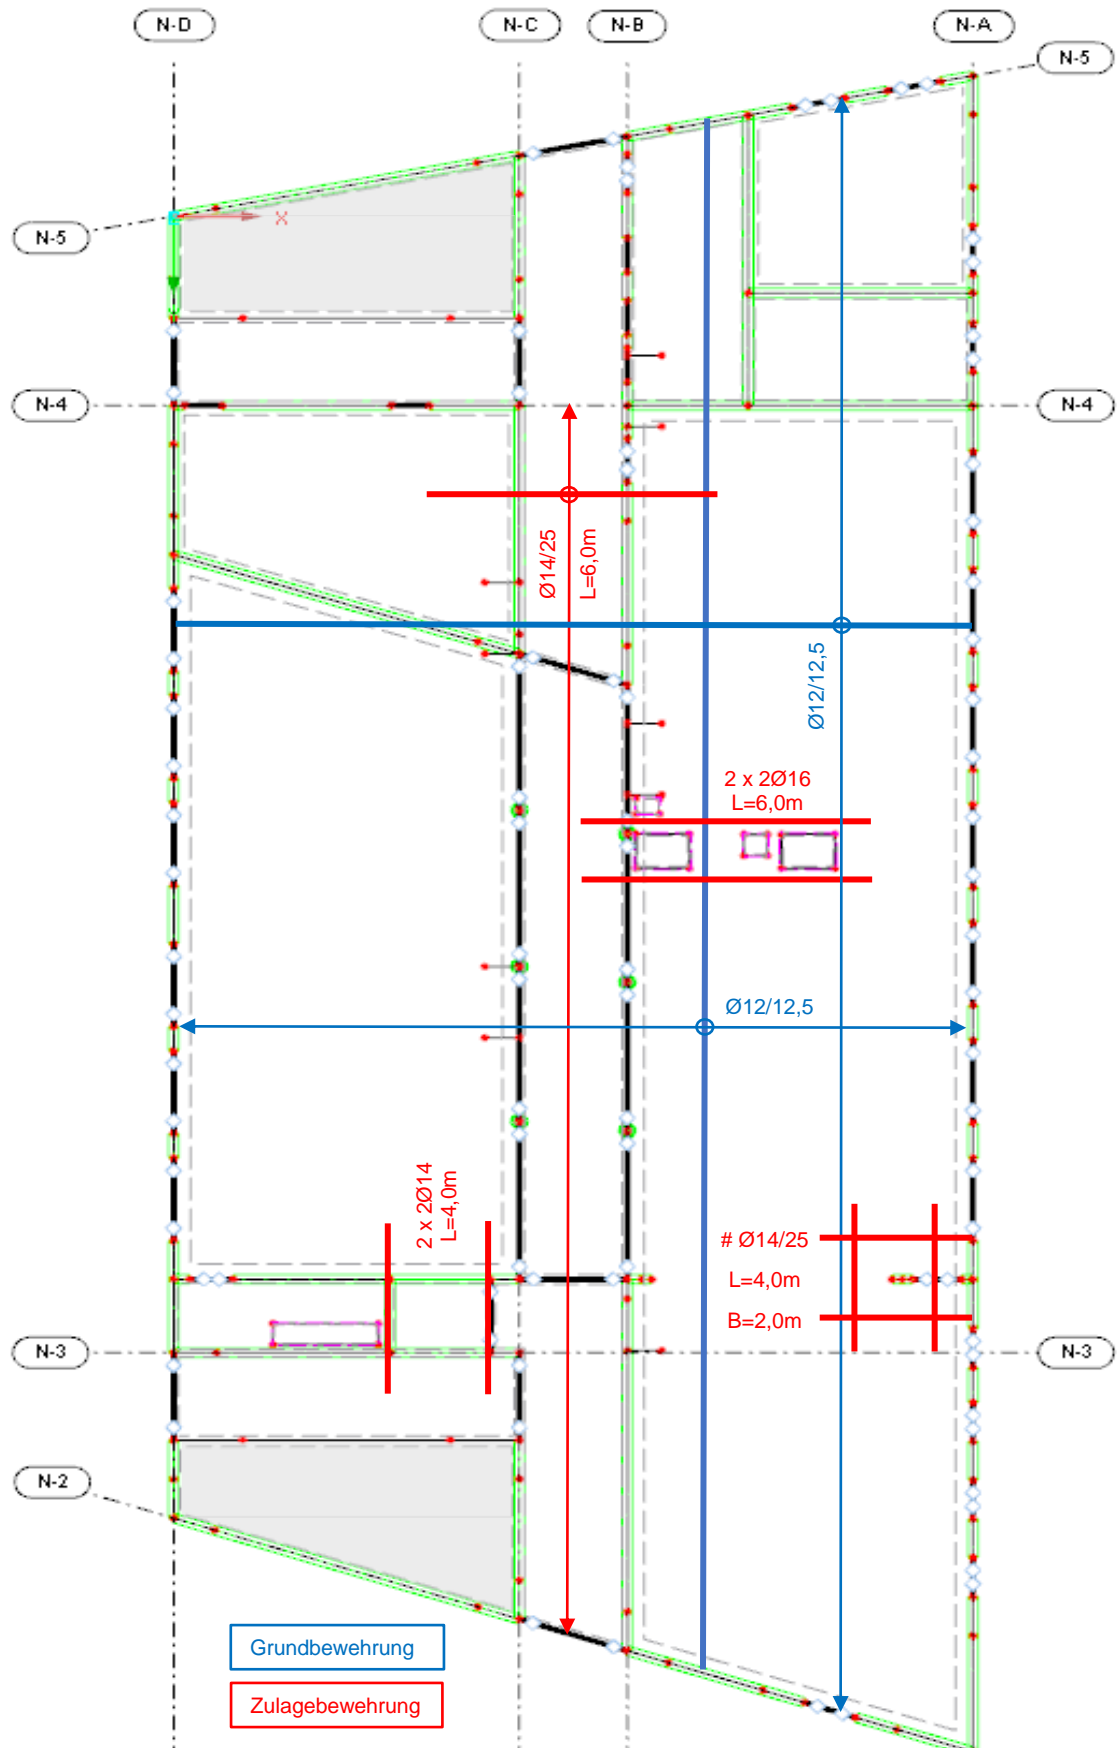 N-D
N-C
N-B
N-A
N-5
N-5
X
N-4
N-4
Ø14/25
L=6,0m
Ø12/12,5
2 x 2Ø16
L=6,0m
Ø12/12,5
2 x 2Ø14
L=4,0m
# Ø14/25
L=4,0m
B=2,0m
N-3
N-3
N-2
Grundbewehrung
Zulagebewehrung